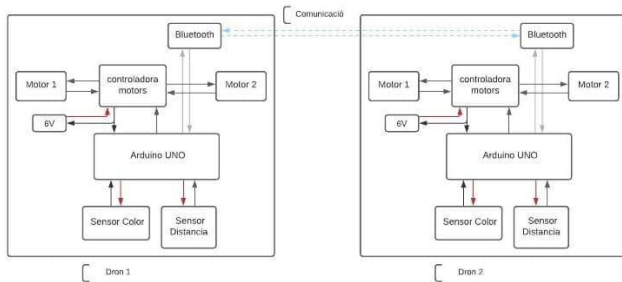 Comunicació
Bluetooth
Motor 1
controladora
motors
Motor 2
6V
Arduino UNO
Sensor Color
Sensor
Distancia
Dron 1
Bluetooth
Motor 1
controladora
motors
Motor 2
6V
Arduino UNO
Sensor Color
Sensor
Distancia
Dron 2